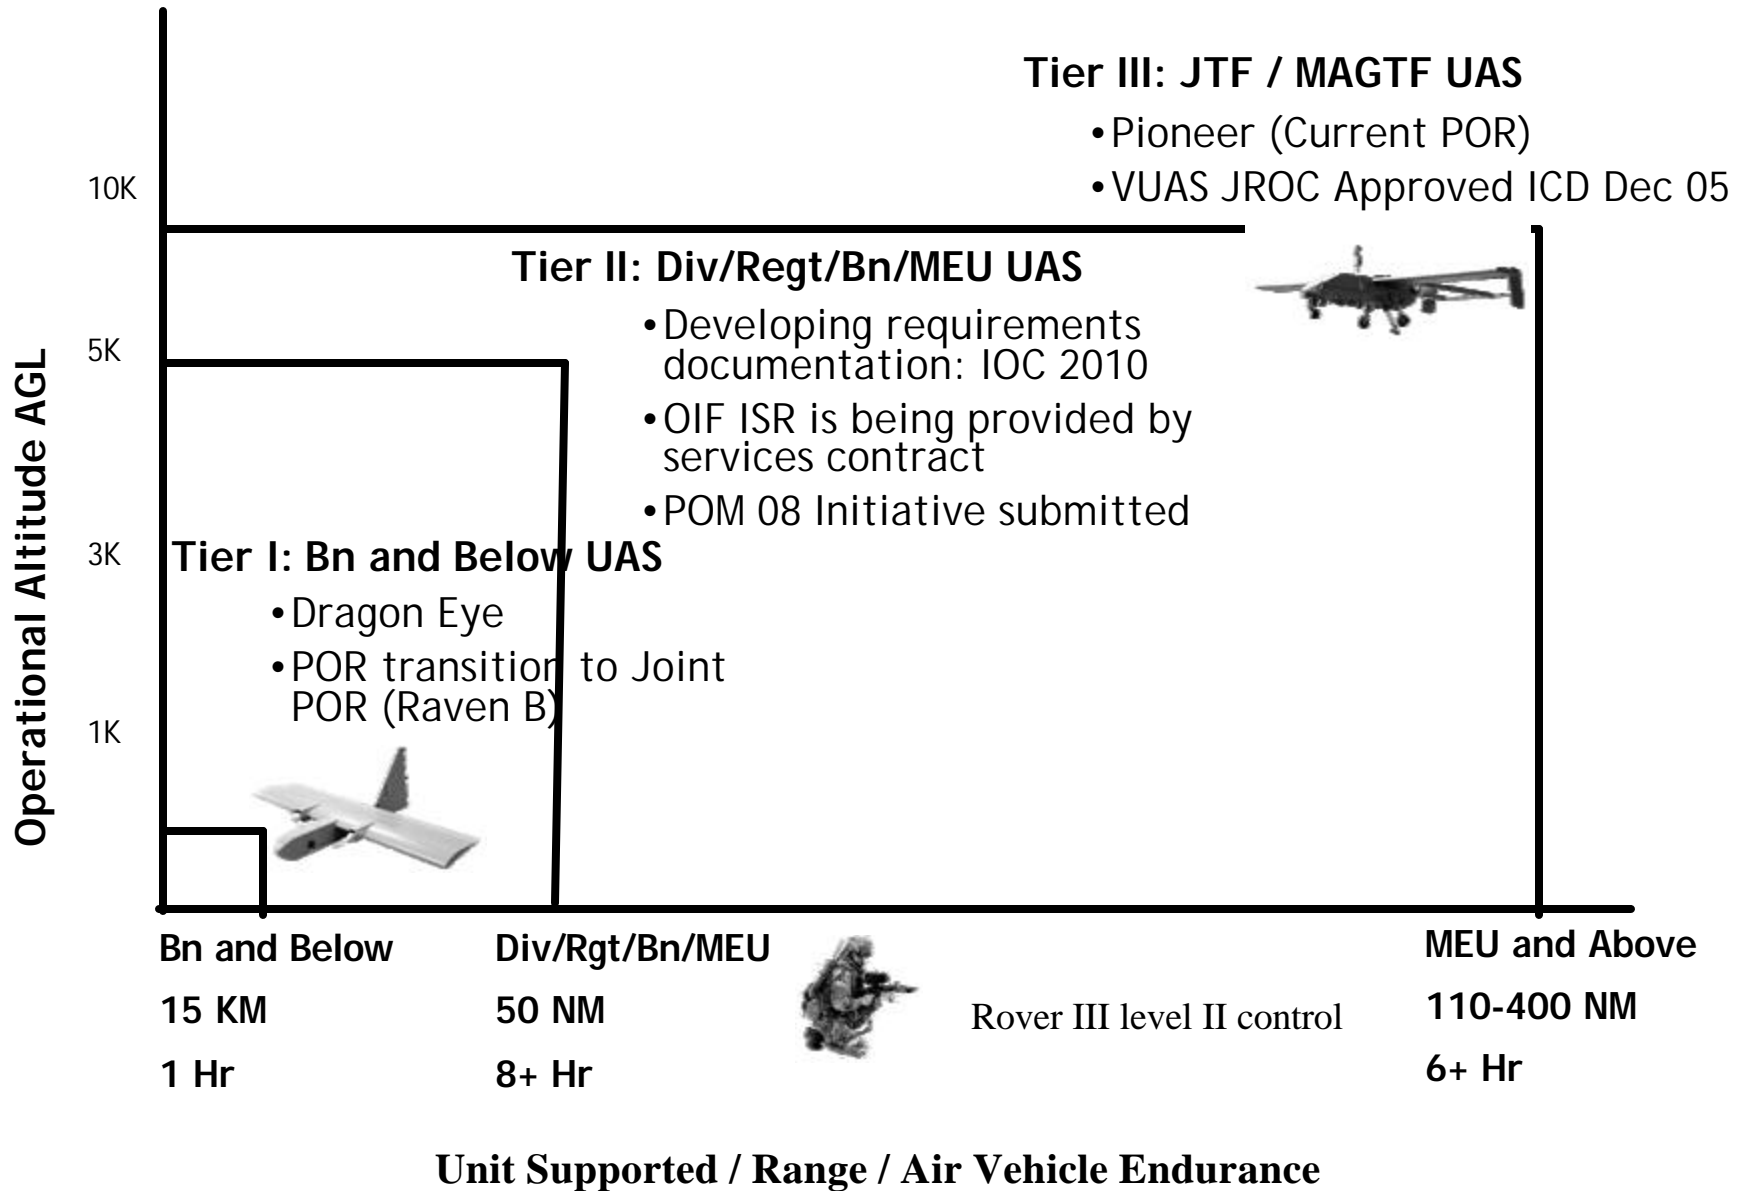 Tier III: JTF / MAGTF UAS
•Pioneer (Current POR)
•VUAS JROC Approved ICD Dec 05
10K
Tier II: Div/Regt/Bn/MEU UAS
•Developing requirements
documentation: IOC 2010
•OIF ISR is being provided by
services contract
•POM 08 Initiative submitted
5K
Operational Altitude AGL
3K
Tier I: Bn and Below UAS
•Dragon Eye
•POR transition to Joint
POR (Raven B)
1K
Bn and Below
15 KM
1 Hr
Div/Rgt/Bn/MEU
50 NM
8+ Hr
Rover III level II control
MEU and Above
110-400 NM
6+ Hr
Unit Supported / Range / Air Vehicle Endurance